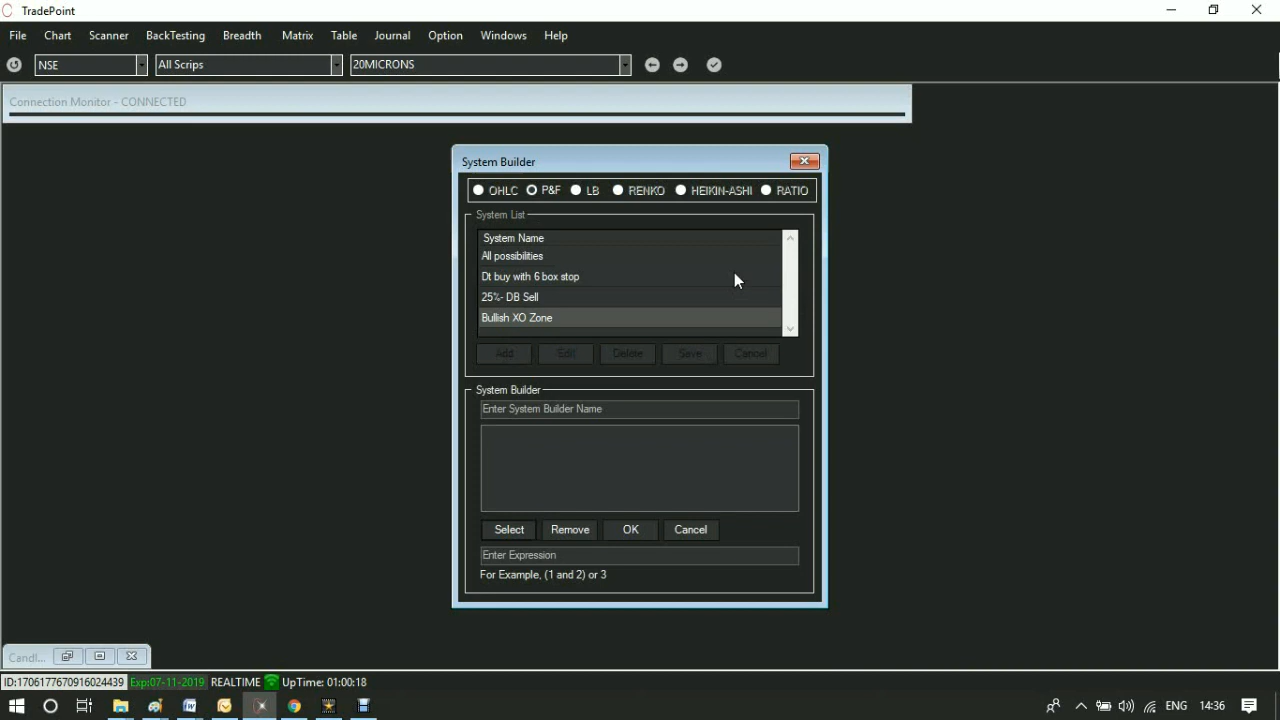 TradePoint
File Chart Scanner BackTesting Breadth Matrix Table Journal Option Windows Help
NSE All Scrips 20MICRONS
Connection Monitor - CONNECTED
System Builder
OHLC P&F LB RENKO HEIKIN-ASHI RATIO
System List
System Name
All possibilities
Dt buy with 6 box stop
25%- DB Sell
Bullish XO Zone
Add Edit Delete Save Cancel
System Builder
Enter System Builder Name
Select Remove OK Cancel
Enter Expression
For Example, (1 and 2) or 3
Candl...
ID:1706177670916024439 Exp:07-11-2019 REALTIME UpTime: 01:00:18
ENG 14:36